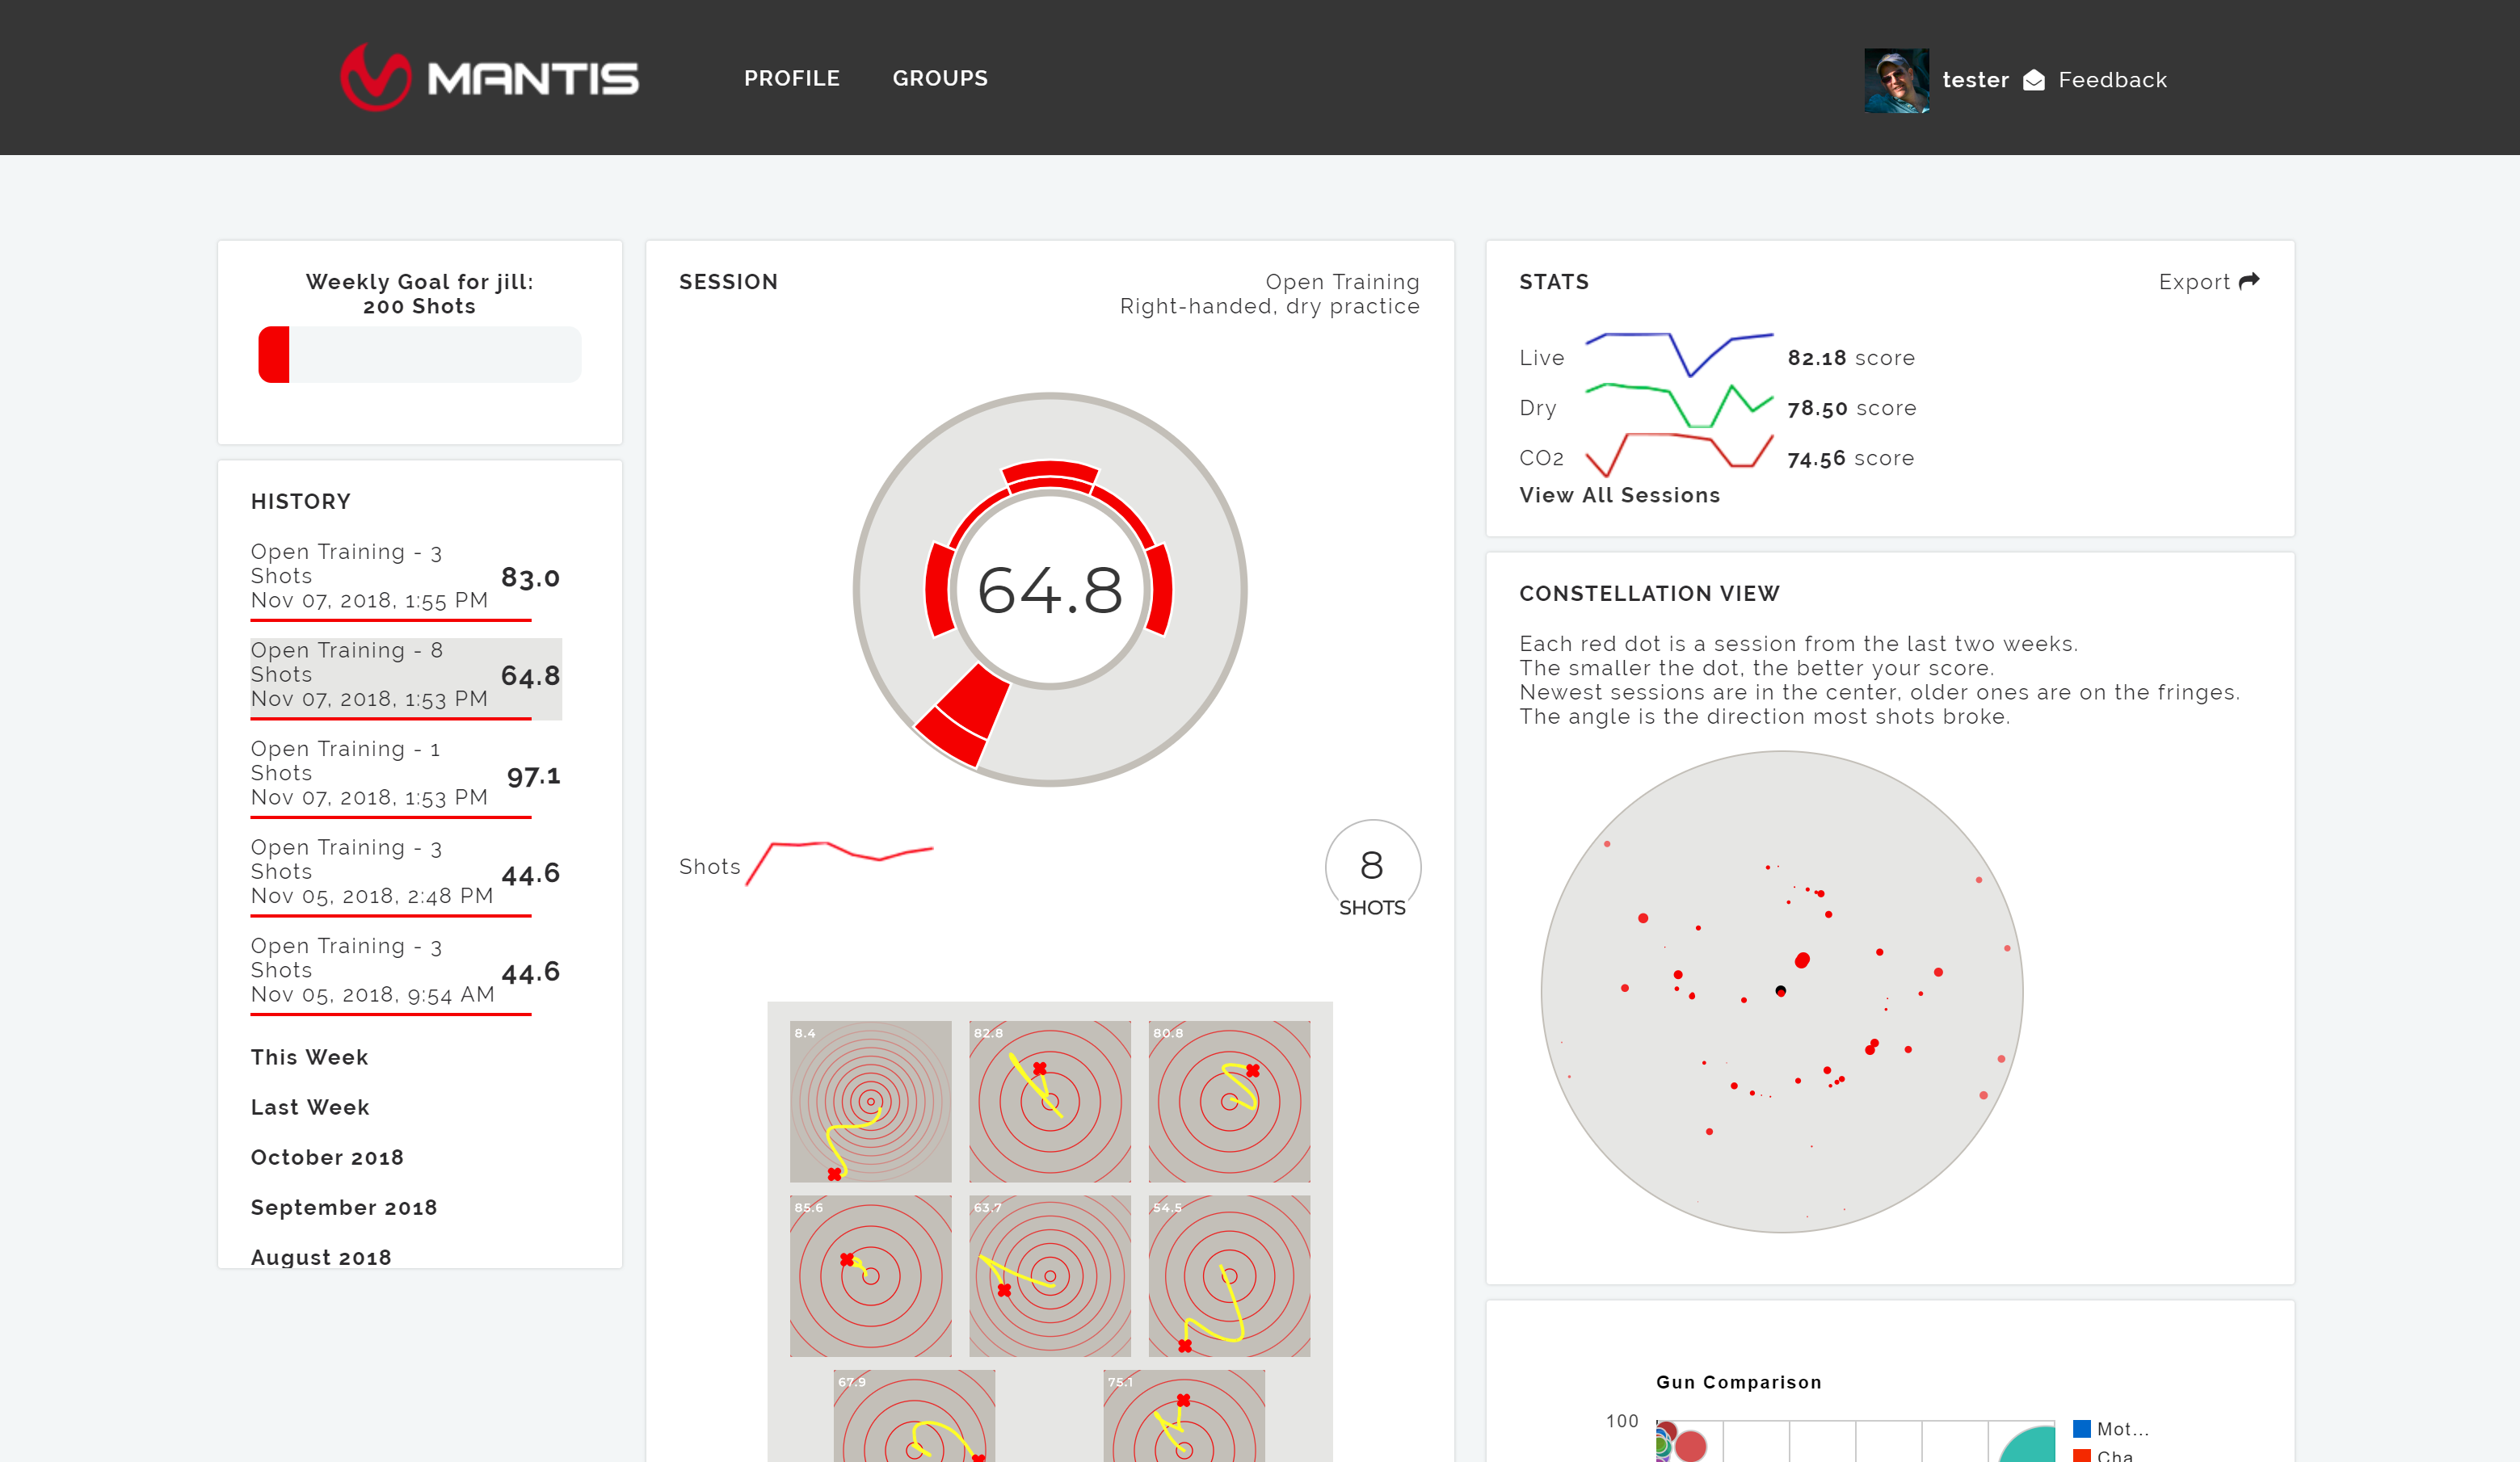 MANTIS
PROFILE
GROUPS
tester
Feedback
Weekly Goal for jill:
200 Shots
HISTORY
Open Training - 3
Shots
Nov 07, 2018, 1:55 PM
83.0
Open Training - 8
Shots
Nov 07, 2018, 1:53 PM
64.8
Open Training - 1
Shots
Nov 07, 2018, 1:53 PM
97.1
Open Training - 3
Shots
Nov 05, 2018, 2:48 PM
44.6
Open Training - 3
Shots
Nov 05, 2018, 9:54 AM
44.6
This Week
Last Week
October 2018
September 2018
August 2018
SESSION
Open Training
Right-handed, dry practice
64.8
Shots
8
SHOTS
8.4
82.8
80.8
85.6
63.7
54.5
67.9
75.1
STATS
Export
Live
82.18 score
Dry
78.50 score
CO2
74.56 score
View All Sessions
CONSTELLATION VIEW
Each red dot is a session from the last two weeks.
The smaller the dot, the better your score.
Newest sessions are in the center, older ones are on the fringes.
The angle is the direction most shots broke.
Gun Comparison
100
Mot...
Cha